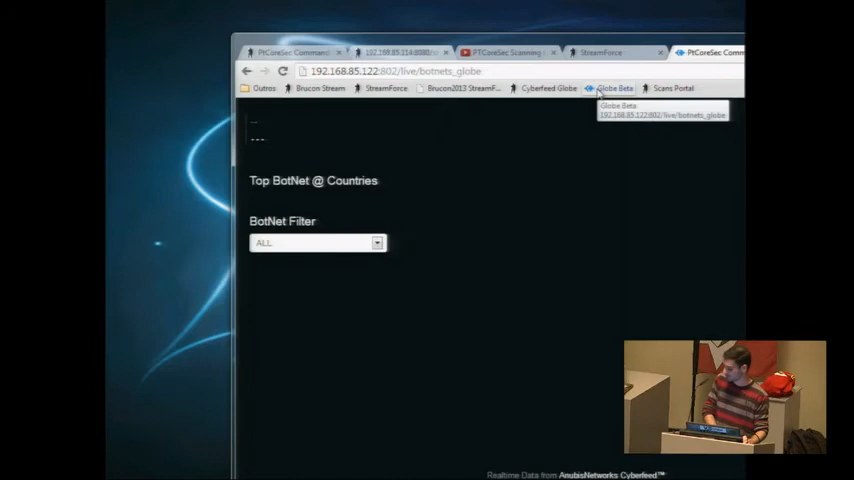 PtCoreSec Command
192.168.85.114:8080/
PTCoreSec Scanning
StreamForce
PtCoreSec Comm
192.168.85.122:802/live/botnets_globe
Outros
Brucon Stream
StreamForce
Brucon2013 StreamF...
Cyberfeed Globe
Globe Beta
Scans Portal
Globe Beta
192.168.85.122:802/live/botnets_globe
...
---
Top BotNet @ Countries
BotNet Filter
ALL
Realtime Data from AnubisNetworks Cyberfeed™